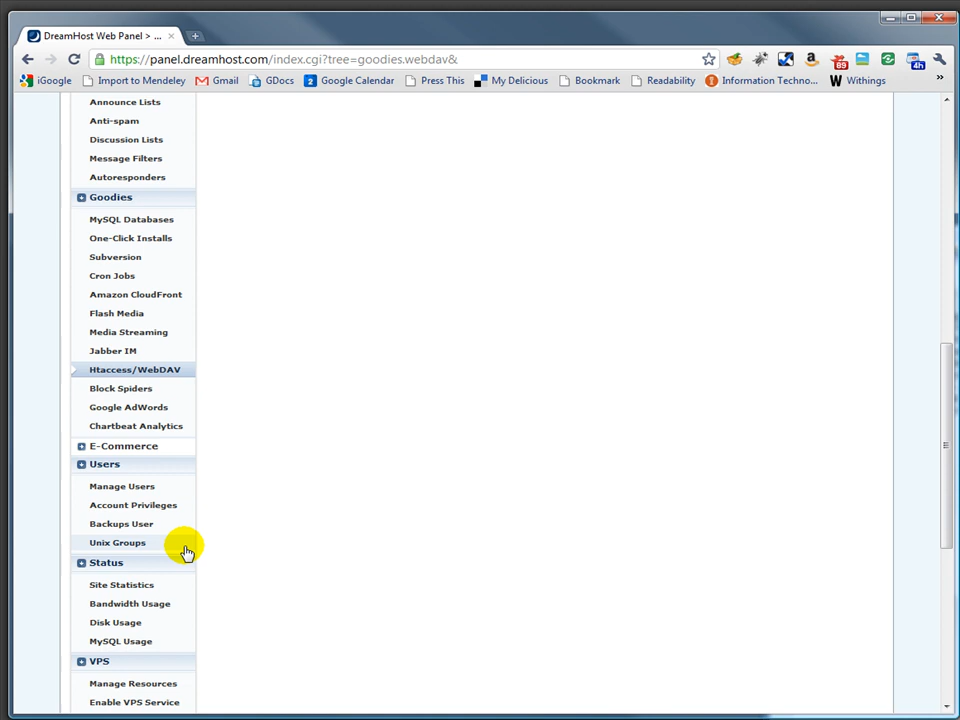 DreamHost Web Panel > ...
https://panel.dreamhost.com/index.cgi?tree=goodies.webdav&
iGoogle Import to Mendeley Gmail GDocs 2 Google Calendar Press This My Delicious Bookmark Readability Information Techno... W Withings »
89
4h
Announce Lists
Anti-spam
Discussion Lists
Message Filters
Autoresponders
Goodies
MySQL Databases
One-Click Installs
Subversion
Cron Jobs
Amazon CloudFront
Flash Media
Media Streaming
Jabber IM
Htaccess/WebDAV
Block Spiders
Google AdWords
Chartbeat Analytics
E-Commerce
Users
Manage Users
Account Privileges
Backups User
Unix Groups
Status
Site Statistics
Bandwidth Usage
Disk Usage
MySQL Usage
VPS
Manage Resources
Enable VPS Service